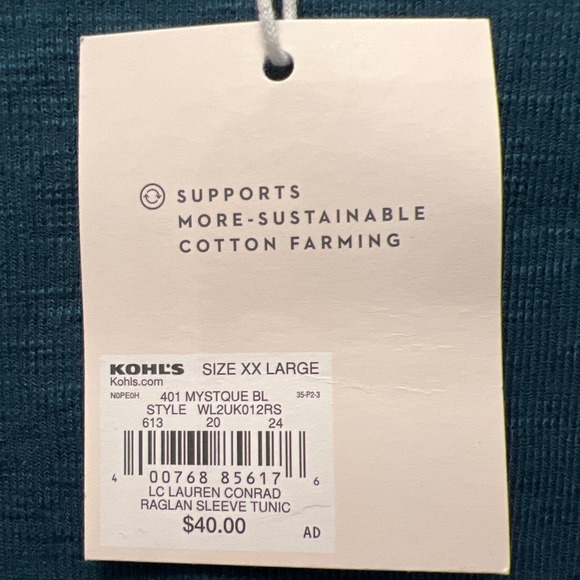 SUPPORTS
MORE-SUSTAINABLE
COTTON FARMING
KOHL'S SIZE XX LARGE
Kohls.com
N0PE0H 401 MYSTQUE BL 35-P2-3
STYLE WL2UK012RS
613 20 24
4 00768 85617 6
LC LAUREN CONRAD
RAGLAN SLEEVE TUNIC
$40.00 AD